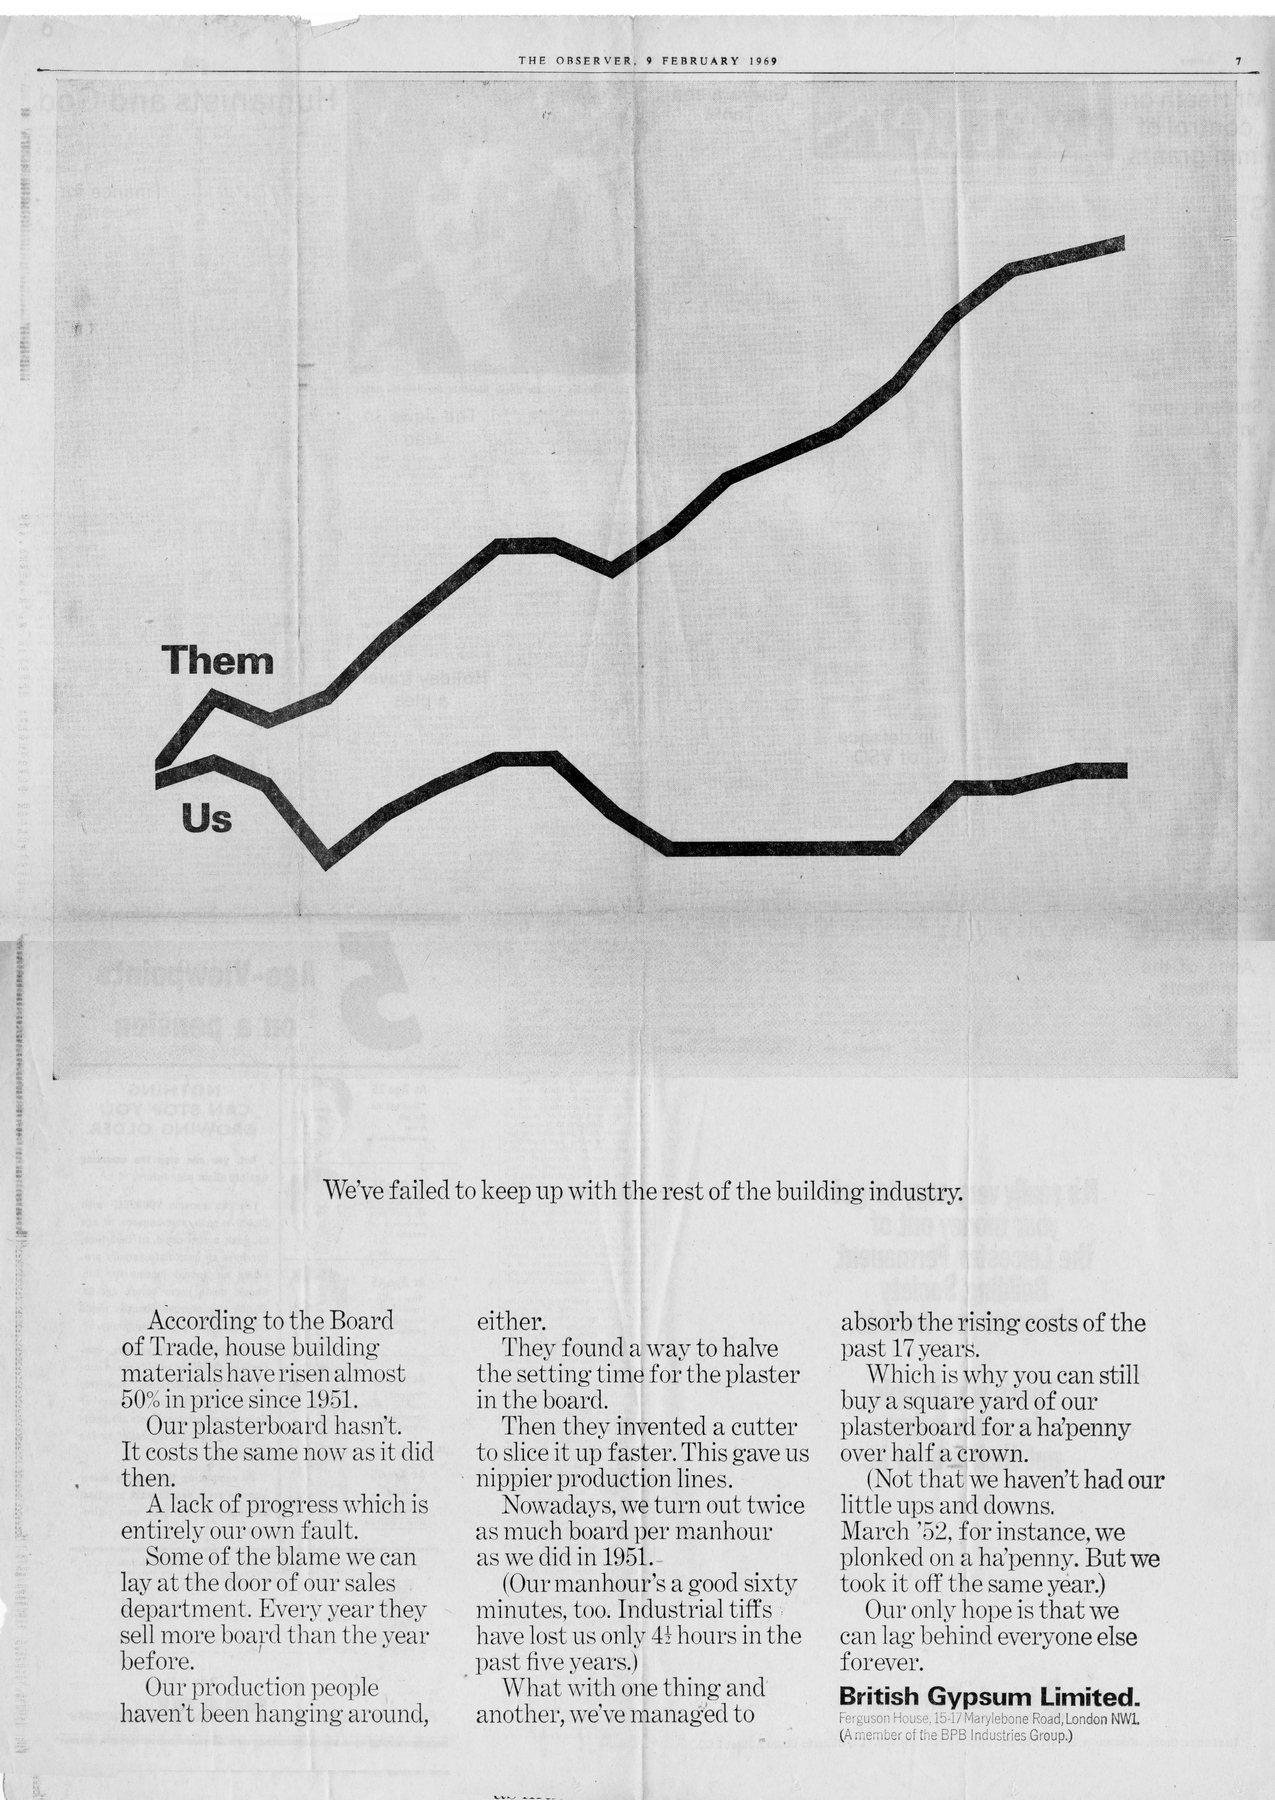 THE OBSERVER, 9 FEBRUARY 1969
7
Them
Us
We've failed to keep up with the rest of the building industry.
According to the Board
of Trade, house building
materials have risen almost
50% in price since 1951.
Our plasterboard hasn't.
It costs the same now as it did
then.
A lack of progress which is
entirely our own fault.
Some of the blame we can
lay at the door of our sales
department. Every year they
sell more board than the year
before.
Our production people
haven't been hanging around,
either.
They found a way to halve
the setting time for the plaster
in the board.
Then they invented a cutter
to slice it up faster. This gave us
nippier production lines.
Nowadays, we turn out twice
as much board per manhour
as we did in 1951.
(Our manhour's a good sixty
minutes, too. Industrial tiffs
have lost us only 4½ hours in the
past five years.)
What with one thing and
another, we've managed to
absorb the rising costs of the
past 17 years.
Which is why you can still
buy a square yard of our
plasterboard for a ha'penny
over half a crown.
(Not that we haven't had our
little ups and downs.
March '52, for instance, we
plonked on a ha'penny. But we
took it off the same year.)
Our only hope is that we
can lag behind everyone else
forever.
British Gypsum Limited.
Ferguson House, 15-17 Marylebone Road, London NW1.
(A member of the BPB Industries Group.)